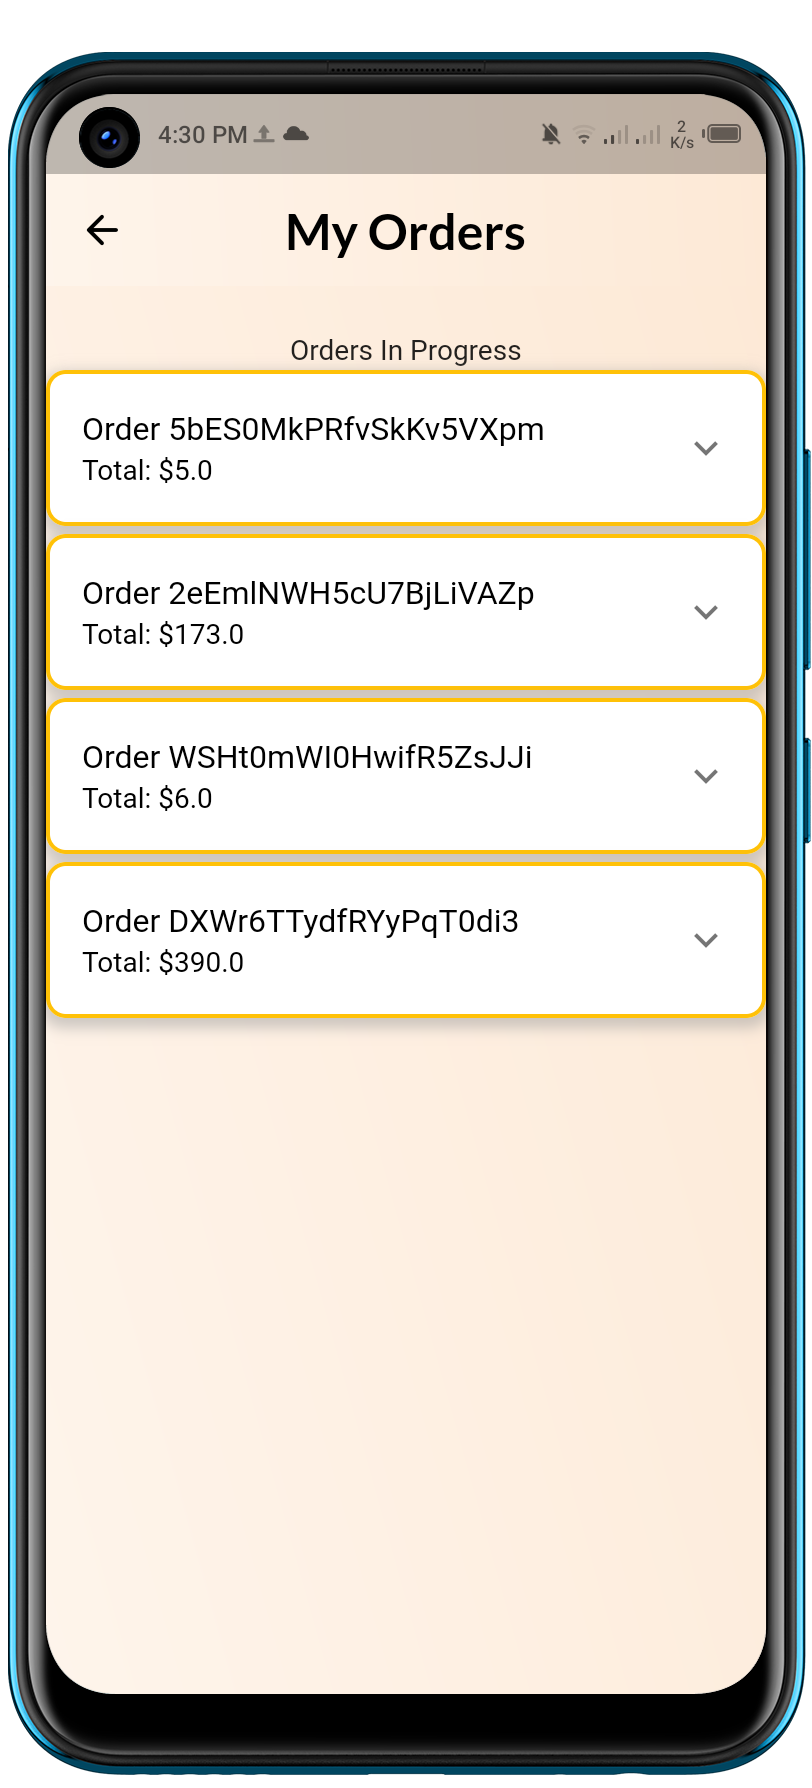 4:30 PM
2
K/s
My Orders
Orders In Progress
Order 5bES0MkPRfvSkKv5VXpm
Total: $5.0
Order 2eEmlNWH5cU7BjLiVAZp
Total: $173.0
Order WSHt0mWI0HwifR5ZsJJi
Total: $6.0
Order DXWr6TTydfRYyPqT0di3
Total: $390.0